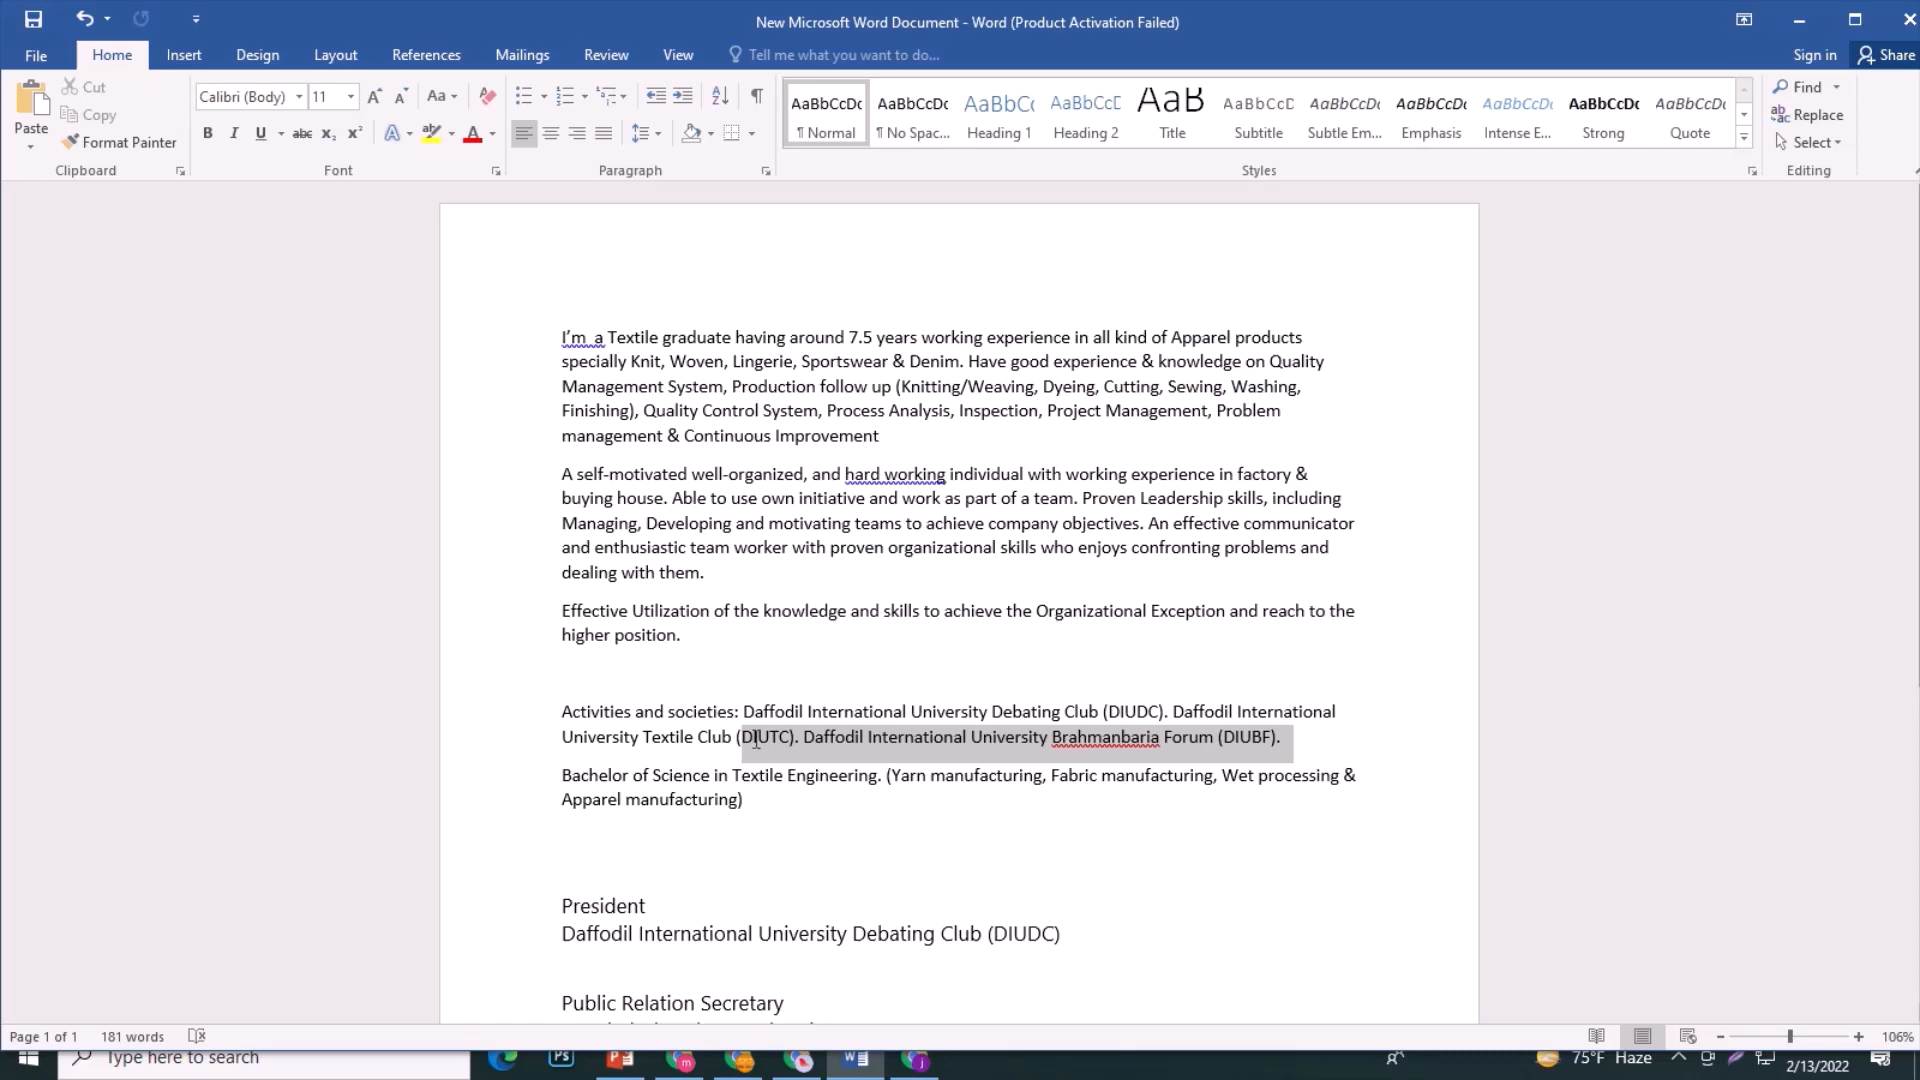 New Microsoft Word Document - Word (Product Activation Failed)
File Home Insert Design Layout References Mailings Review View Tell me what you want to do... Sign in Share
Paste Cut Copy Format Painter
Clipboard
Calibri (Body) 11 Aa
B I U abc x₂ x² A A
Font
Paragraph
AaBbCcDc AaBbCcDc AaBbCc AaBbCcD AaB AaBbCcD AaBbCcDc AaBbCcDc AaBbCcDc AaBbCcDc AaBbCcDc
¶ Normal ¶ No Spac... Heading 1 Heading 2 Title Subtitle Subtle Em... Emphasis Intense E... Strong Quote
Styles
Find
Replace
Select
Editing
I’m a Textile graduate having around 7.5 years working experience in all kind of Apparel products
specially Knit, Woven, Lingerie, Sportswear & Denim. Have good experience & knowledge on Quality
Management System, Production follow up (Knitting/Weaving, Dyeing, Cutting, Sewing, Washing,
Finishing), Quality Control System, Process Analysis, Inspection, Project Management, Problem
management & Continuous Improvement
A self-motivated well-organized, and hard working individual with working experience in factory &
buying house. Able to use own initiative and work as part of a team. Proven Leadership skills, including
Managing, Developing and motivating teams to achieve company objectives. An effective communicator
and enthusiastic team worker with proven organizational skills who enjoys confronting problems and
dealing with them.
Effective Utilization of the knowledge and skills to achieve the Organizational Exception and reach to the
higher position.
Activities and societies: Daffodil International University Debating Club (DIUDC). Daffodil International
University Textile Club (DIUTC). Daffodil International University Brahmanbaria Forum (DIUBF).
Bachelor of Science in Textile Engineering. (Yarn manufacturing, Fabric manufacturing, Wet processing &
Apparel manufacturing)
President
Daffodil International University Debating Club (DIUDC)
Public Relation Secretary
Page 1 of 1 181 words 106%
Type here to search Ps 75°F Haze 2/13/2022